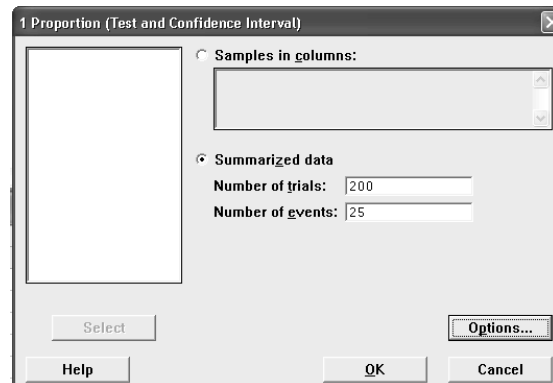 1 Proportion (Test and Confidence Interval)
Samples in columns:
Summarized data
Number of trials: 200
Number of events: 25
Select
Options...
Help
OK
Cancel